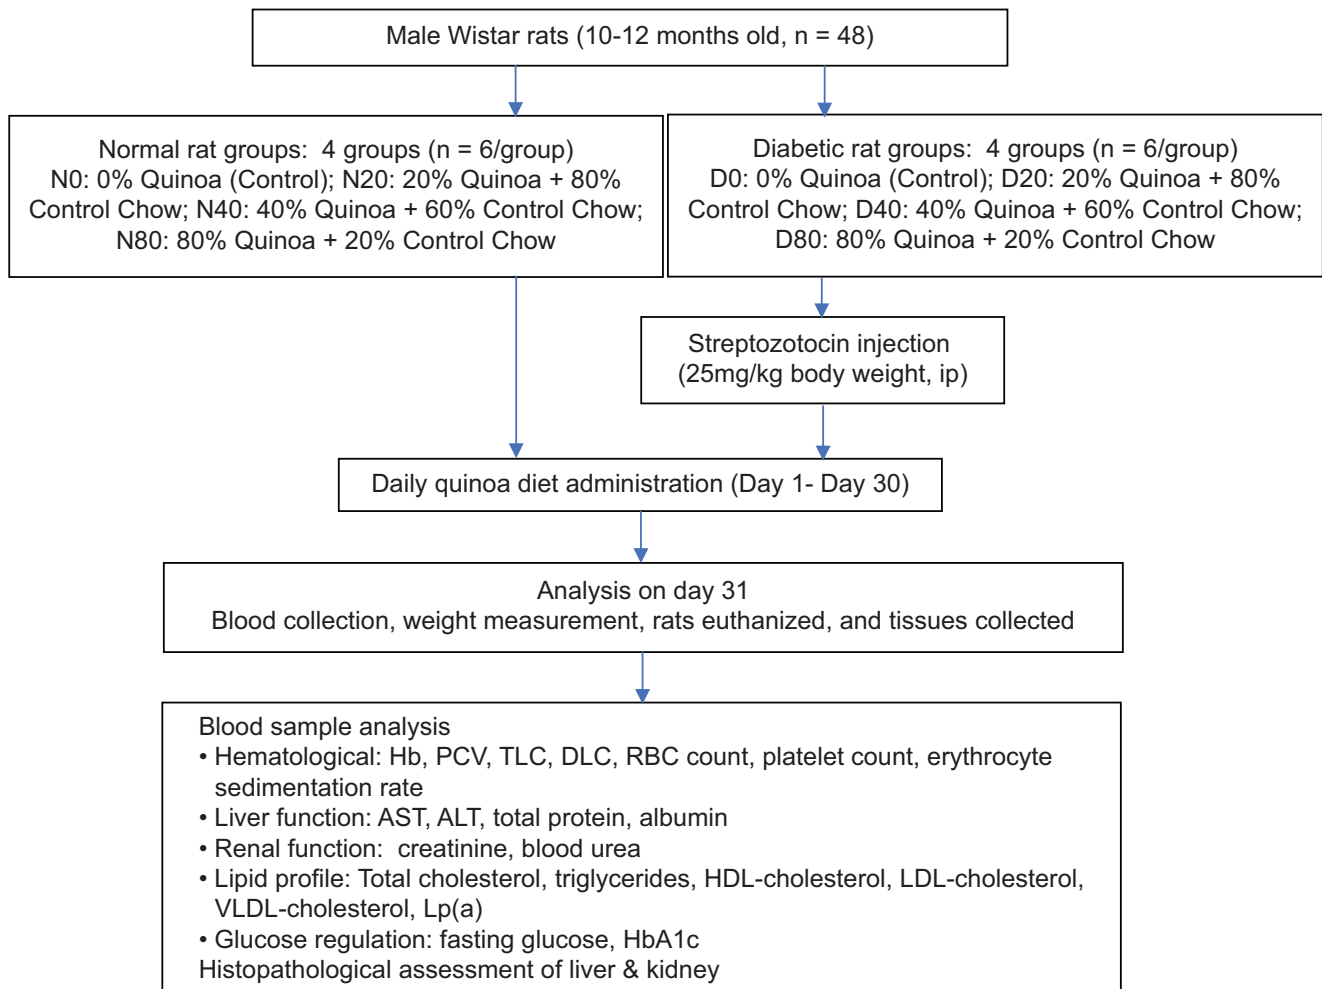 Male Wistar rats (10-12 months old, n = 48)
Normal rat groups:  4 groups (n = 6/group)
N0: 0% Quinoa (Control); N20: 20% Quinoa + 80%
Control Chow; N40: 40% Quinoa + 60% Control Chow;
N80: 80% Quinoa + 20% Control Chow
Diabetic rat groups:  4 groups (n = 6/group)
D0: 0% Quinoa (Control); D20: 20% Quinoa + 80%
Control Chow; D40: 40% Quinoa + 60% Control Chow;
D80: 80% Quinoa + 20% Control Chow
Streptozotocin injection
(25mg/kg body weight, ip)
Daily quinoa diet administration (Day 1- Day 30)
Analysis on day 31
Blood collection, weight measurement, rats euthanized, and tissues collected
Blood sample analysis
• Hematological: Hb, PCV, TLC, DLC, RBC count, platelet count, erythrocyte
sedimentation rate
• Liver function: AST, ALT, total protein, albumin
• Renal function:  creatinine, blood urea
• Lipid profile: Total cholesterol, triglycerides, HDL-cholesterol, LDL-cholesterol,
VLDL-cholesterol, Lp(a)
• Glucose regulation: fasting glucose, HbA1c
Histopathological assessment of liver & kidney